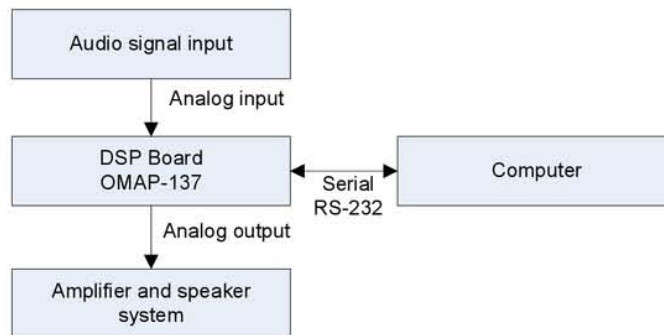 Audio signal input
Analog input
DSP Board
OMAP-137
Serial
RS-232
Computer
Analog output
Amplifier and speaker
system